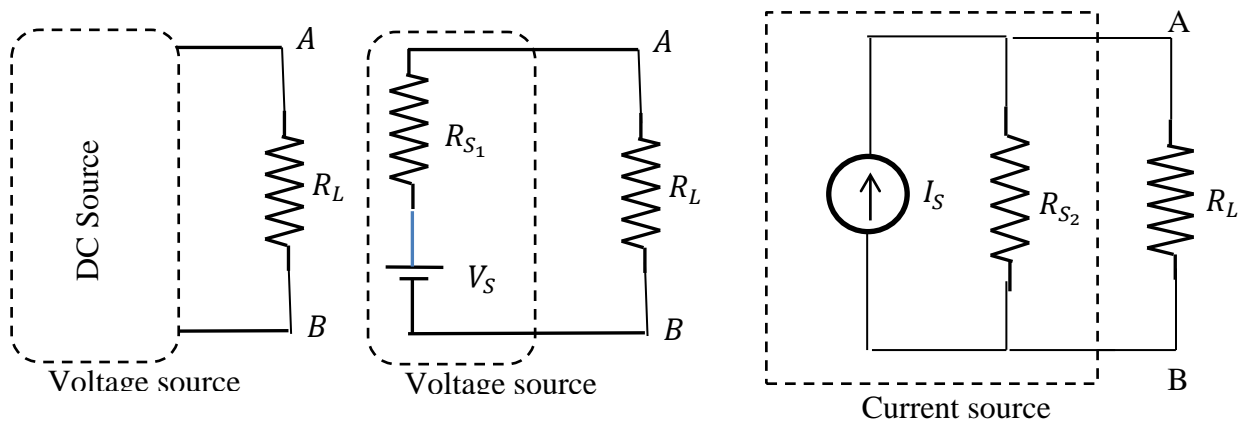 DC Source
A
R_L
B
Voltage source
R_{S_1}
V_S
A
R_L
B
Voltage source
I_S
R_{S_2}
A
R_L
B
Current source